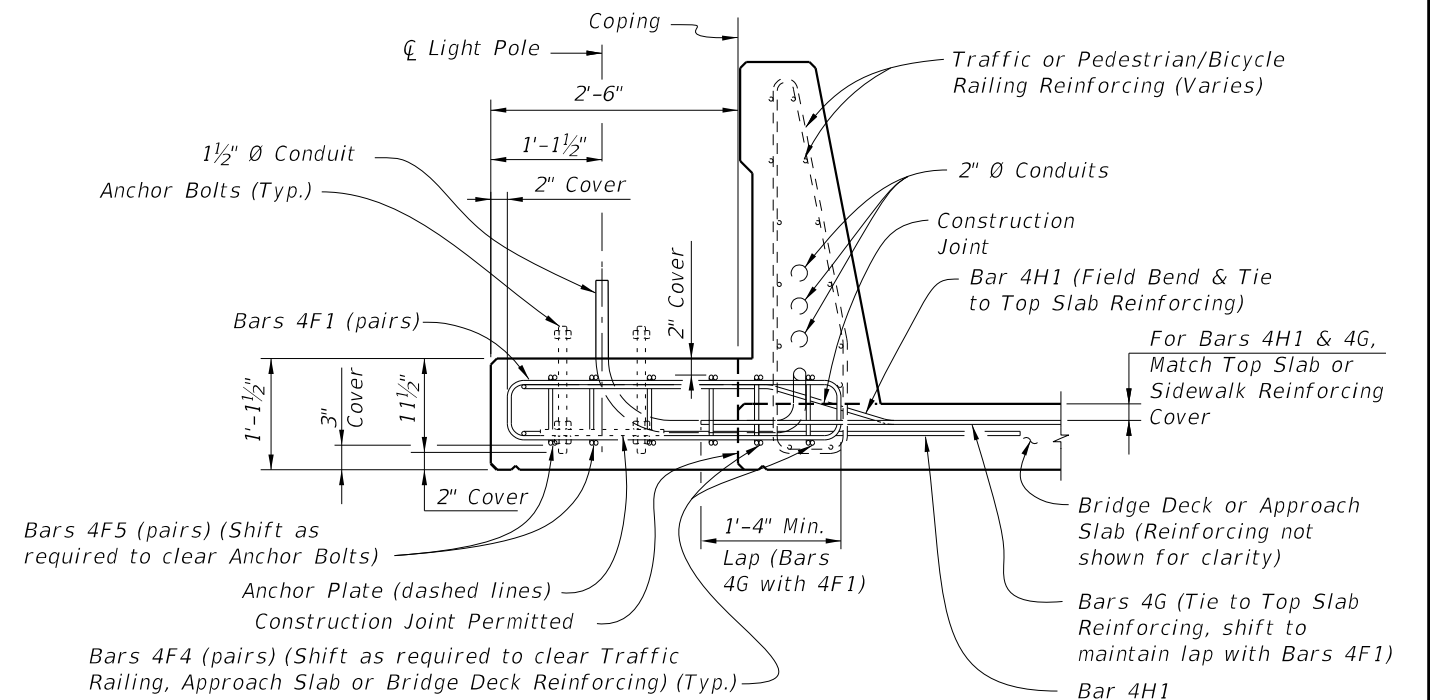 Coping
℄ Light Pole
2'-6"
1'-1½"
2" Cover
1½" Ø Conduit
Anchor Bolts (Typ.)
Bars 4F1 (pairs)
2" Cover
1'-1½"
3" Cover
11½"
2" Cover
Traffic or Pedestrian/Bicycle
Railing Reinforcing (Varies)
2" Ø Conduits
Construction
Joint
Bar 4H1 (Field Bend & Tie
to Top Slab Reinforcing)
For Bars 4H1 & 4G,
Match Top Slab or
Sidewalk Reinforcing
Cover
Bars 4F5 (pairs) (Shift as
required to clear Anchor Bolts)
Anchor Plate (dashed lines)
Construction Joint Permitted
Bars 4F4 (pairs) (Shift as required to clear Traffic
Railing, Approach Slab or Bridge Deck Reinforcing) (Typ.)
1'-4" Min.
Lap (Bars
4G with 4F1)
Bridge Deck or Approach
Slab (Reinforcing not
shown for clarity)
Bars 4G (Tie to Top Slab
Reinforcing, shift to
maintain lap with Bars 4F1)
Bar 4H1